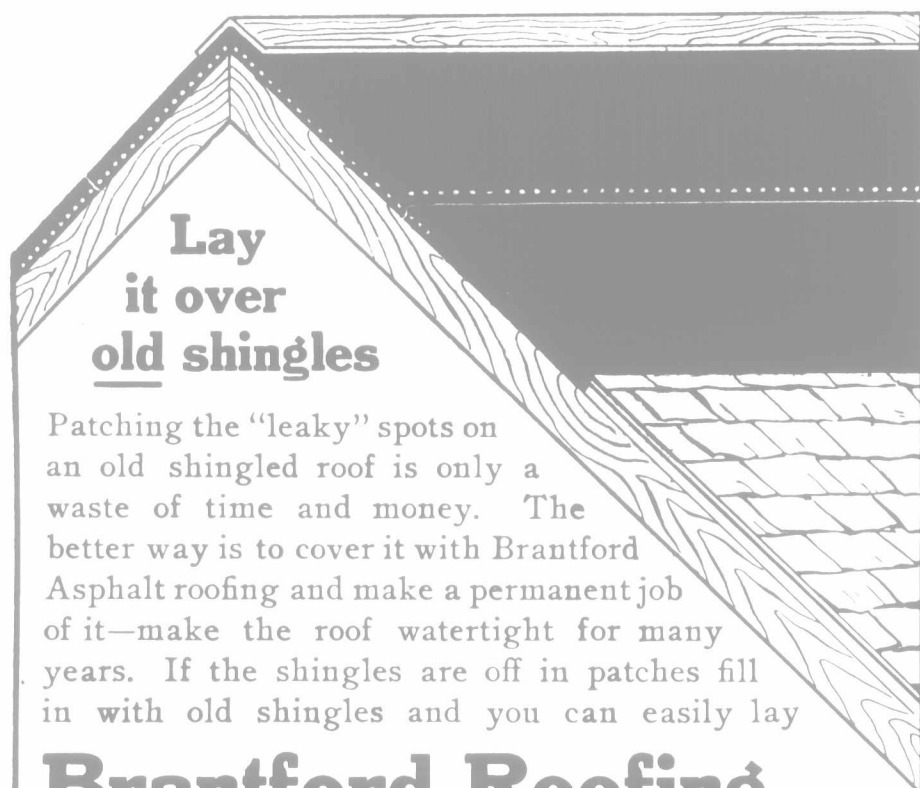 Lay
it over
old shingles
Patching the “leaky” spots on
an old shingled roof is only a
waste of time and money. The
better way is to cover it with Brantford
Asphalt roofing and make a permanent job
of it—make the roof watertight for many
years. If the shingles are off in patches fill
in with old shingles and you can easily lay
Brantford Roofing